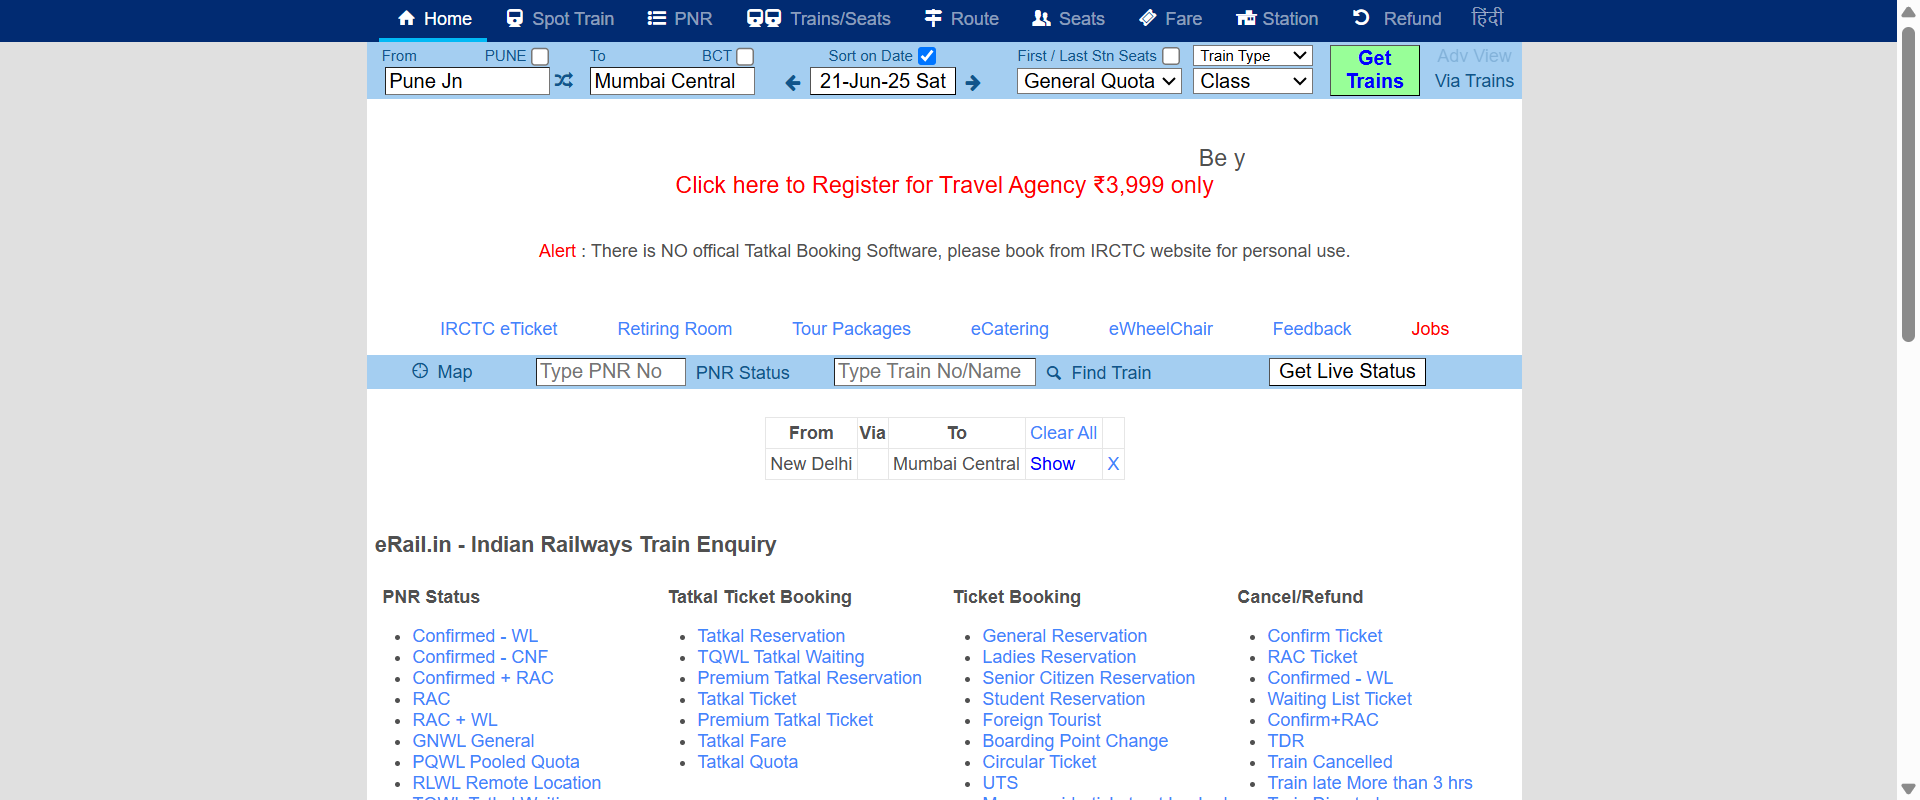 Home Spot Train PNR Trains/Seats Route Seats Fare Station Refund हिंदी
From PUNE To BCT Sort on Date First / Last Stn Seats Train Type Get Trains Adv View
Pune Jn Mumbai Central 21-Jun-25 Sat General Quota Class Via Trains
Be y
Click here to Register for Travel Agency ₹3,999 only
Alert : There is NO offical Tatkal Booking Software, please book from IRCTC website for personal use.
IRCTC eTicket Retiring Room Tour Packages eCatering eWheelChair Feedback Jobs
Map Type PNR No PNR Status Type Train No/Name Find Train Get Live Status
From Via To Clear All
New Delhi Mumbai Central Show X
eRail.in - Indian Railways Train Enquiry
PNR Status
Confirmed - WL
Confirmed - CNF
Confirmed + RAC
RAC
RAC + WL
GNWL General
PQWL Pooled Quota
RLWL Remote Location
Tatkal Ticket Booking
Tatkal Reservation
TQWL Tatkal Waiting
Premium Tatkal Reservation
Tatkal Ticket
Premium Tatkal Ticket
Tatkal Fare
Tatkal Quota
Ticket Booking
General Reservation
Ladies Reservation
Senior Citizen Reservation
Student Reservation
Foreign Tourist
Boarding Point Change
Circular Ticket
UTS
Cancel/Refund
Confirm Ticket
RAC Ticket
Confirmed - WL
Waiting List Ticket
Confirm+RAC
TDR
Train Cancelled
Train late More than 3 hrs